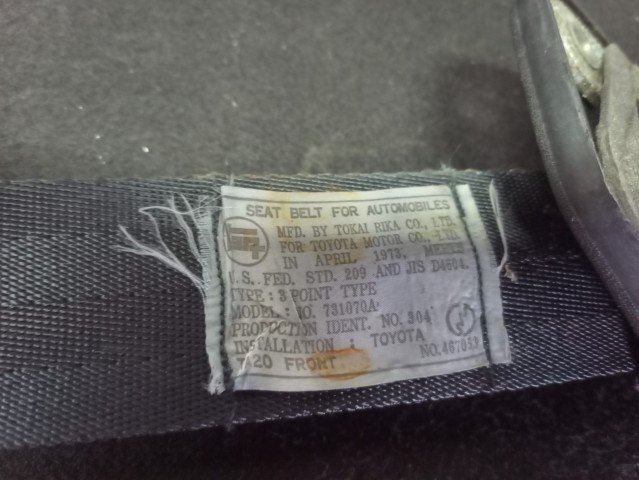 SEAT BELT FOR AUTOMOBILES
MFD. BY TOKAI RIKA CO., LTD.
FOR TOYOTA MOTOR CO., LTD.
IN APRIL 1973,
U.S. FED. STD. 209 AND JIS D4604.
TYPE: 3 POINT TYPE
MODEL: NO. 731070A
PRODUCTION IDENT. NO. 304
INSTALLATION : TOYOTA
A20 FRONT